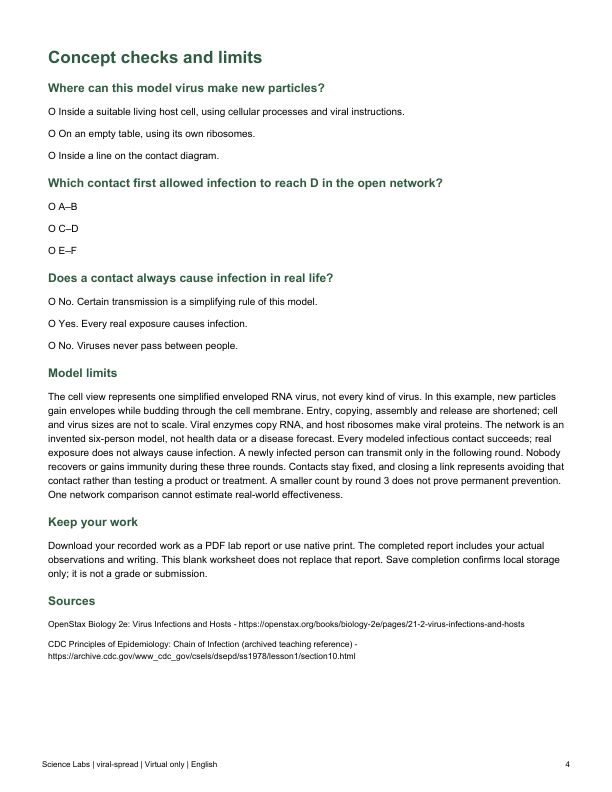 Concept checks and limits
Where can this model virus make new particles?
O Inside a suitable living host cell, using cellular processes and viral instructions.
O On an empty table, using its own ribosomes.
O Inside a line on the contact diagram.
Which contact first allowed infection to reach D in the open network?
O A–B
O C–D
O E–F
Does a contact always cause infection in real life?
O No. Certain transmission is a simplifying rule of this model.
O Yes. Every real exposure causes infection.
O No. Viruses never pass between people.
Model limits
The cell view represents one simplified enveloped RNA virus, not every kind of virus. In this example, new particles
gain envelopes while budding through the cell membrane. Entry, copying, assembly and release are shortened; cell
and virus sizes are not to scale. Viral enzymes copy RNA, and host ribosomes make viral proteins. The network is an
invented six-person model, not health data or a disease forecast. Every modeled infectious contact succeeds; real
exposure does not always cause infection. A newly infected person can transmit only in the following round. Nobody
recovers or gains immunity during these three rounds. Contacts stay fixed, and closing a link represents avoiding that
contact rather than testing a product or treatment. A smaller count by round 3 does not prove permanent prevention.
One network comparison cannot estimate real-world effectiveness.
Keep your work
Download your recorded work as a PDF lab report or use native print. The completed report includes your actual
observations and writing. This blank worksheet does not replace that report. Save completion confirms local storage
only; it is not a grade or submission.
Sources
OpenStax Biology 2e: Virus Infections and Hosts - https://openstax.org/books/biology-2e/pages/21-2-virus-infections-and-hosts
CDC Principles of Epidemiology: Chain of Infection (archived teaching reference) -
https://archive.cdc.gov/www_cdc_gov/csels/dsepd/ss1978/lesson1/section10.html
Science Labs | viral-spread | Virtual only | English
4